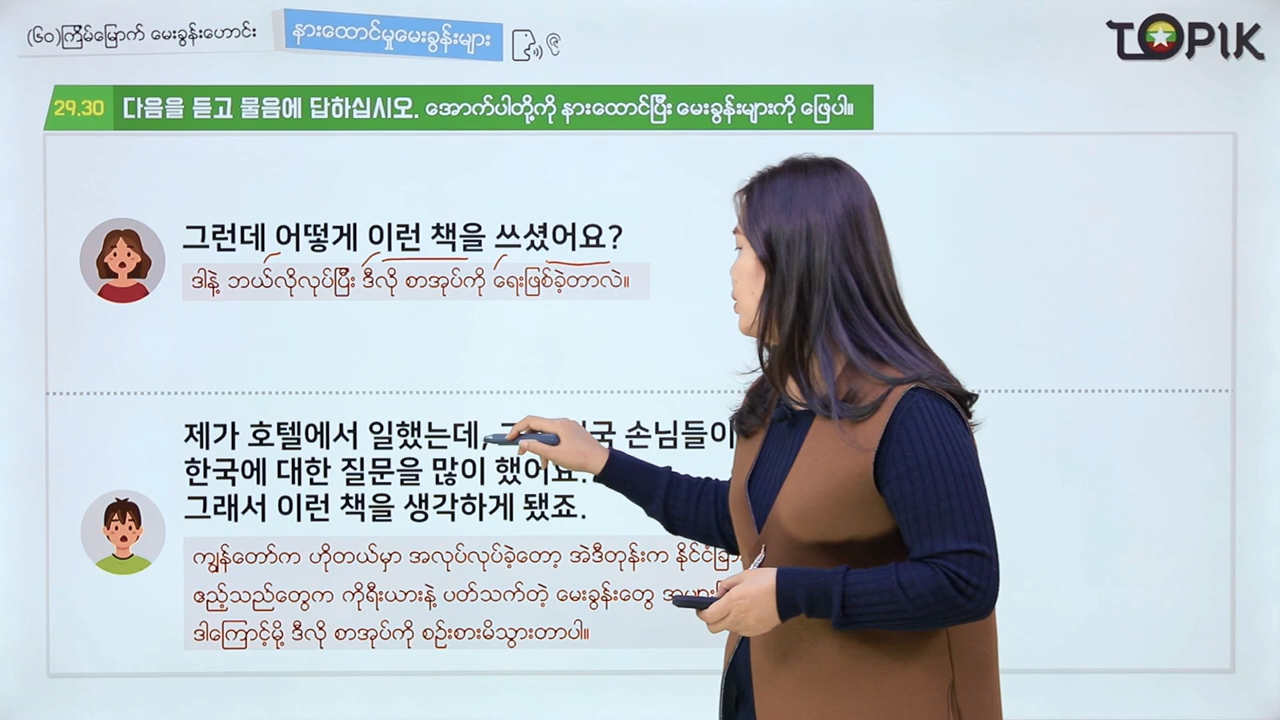 (၆၀)ကြိမ်မြောက် မေးခွန်းဟောင်း
နားထောင်မှုမေးခွန်းများ
TOPIK
29.30 다음을 듣고 물음에 답하십시오. အောက်ပါတို့ကို နားထောင်ပြီး မေးခွန်းများကို ဖြေပါ။
그런데 어떻게 이런 책을 쓰셨어요?
ဒါနဲ့ ဘယ်လိုလုပ်ပြီး ဒီလို စာအုပ်ကို ရေးဖြစ်ခဲ့တာလဲ။
제가 호텔에서 일했는데, 손님들이
한국에 대한 질문을 많이 했어요.
그래서 이런 책을 생각하게 됐죠.
ကျွန်တော်က ဟိုတယ်မှာ အလုပ်လုပ်ခဲ့တော့ အဲဒီတုန်းက
ဧည့်သည်တွေက ကိုရီးယားနဲ့ ပတ်သက်တဲ့ မေးခွန်းတွေ
ဒါကြောင့်မို့ ဒီလို စာအုပ်ကို စဉ်းစားမိသွားတာပါ။